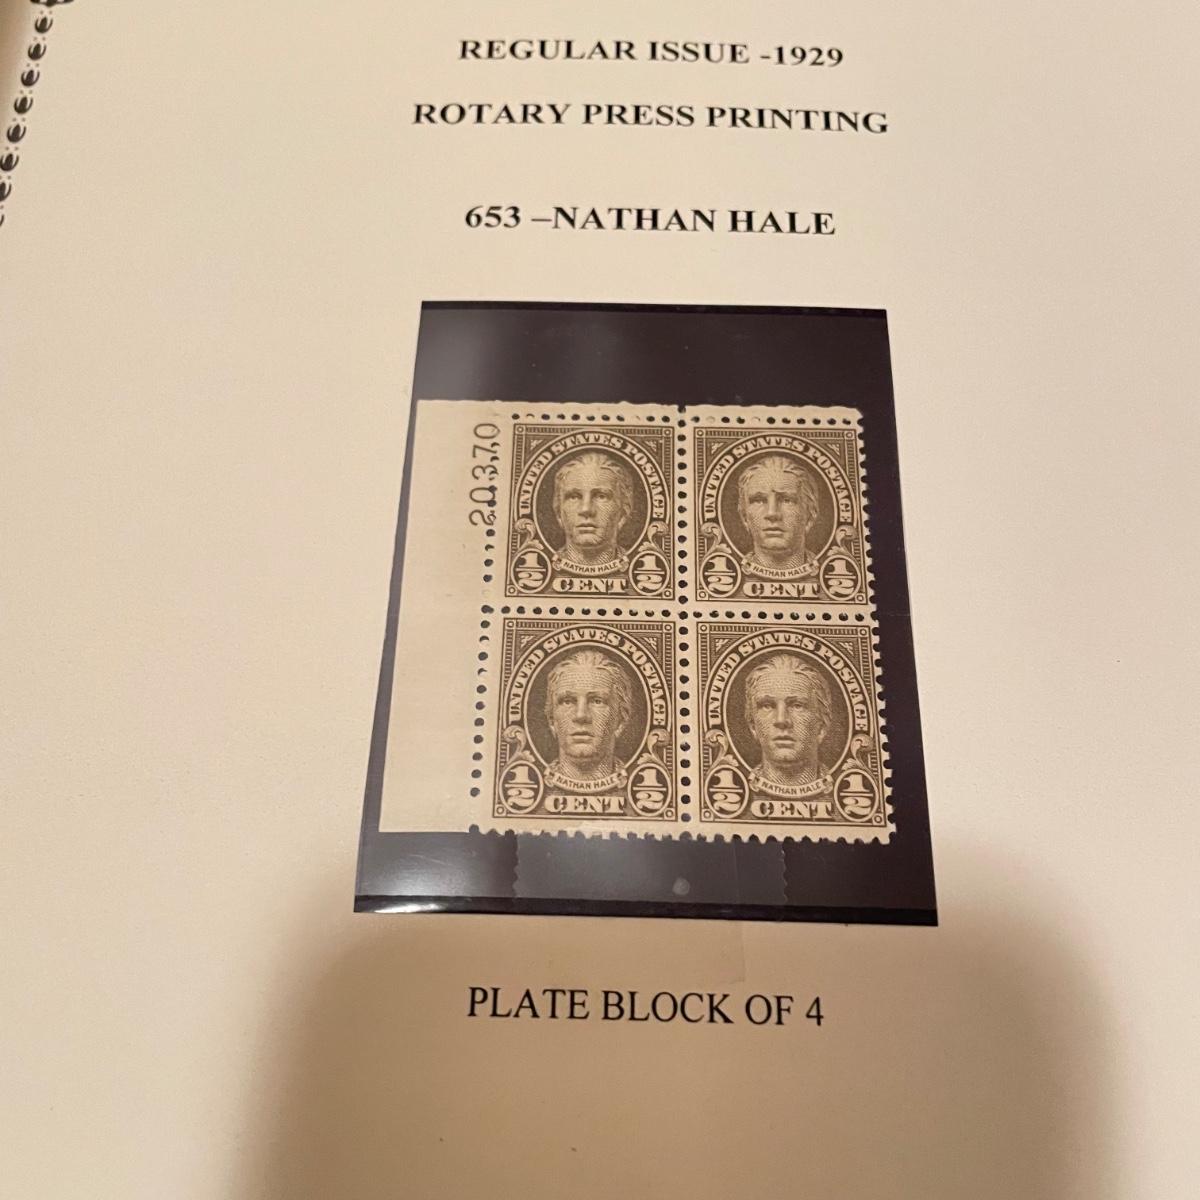 REGULAR ISSUE -1929
ROTARY PRESS PRINTING
653 –NATHAN HALE
20370
UNITED STATES POSTAGE
NATHAN HALE
1/2 CENT 1/2
UNITED STATES POSTAGE
NATHAN HALE
1/2 CENT 1/2
UNITED STATES POSTAGE
NATHAN HALE
1/2 CENT 1/2
UNITED STATES POSTAGE
NATHAN HALE
1/2 CENT 1/2
PLATE BLOCK OF 4